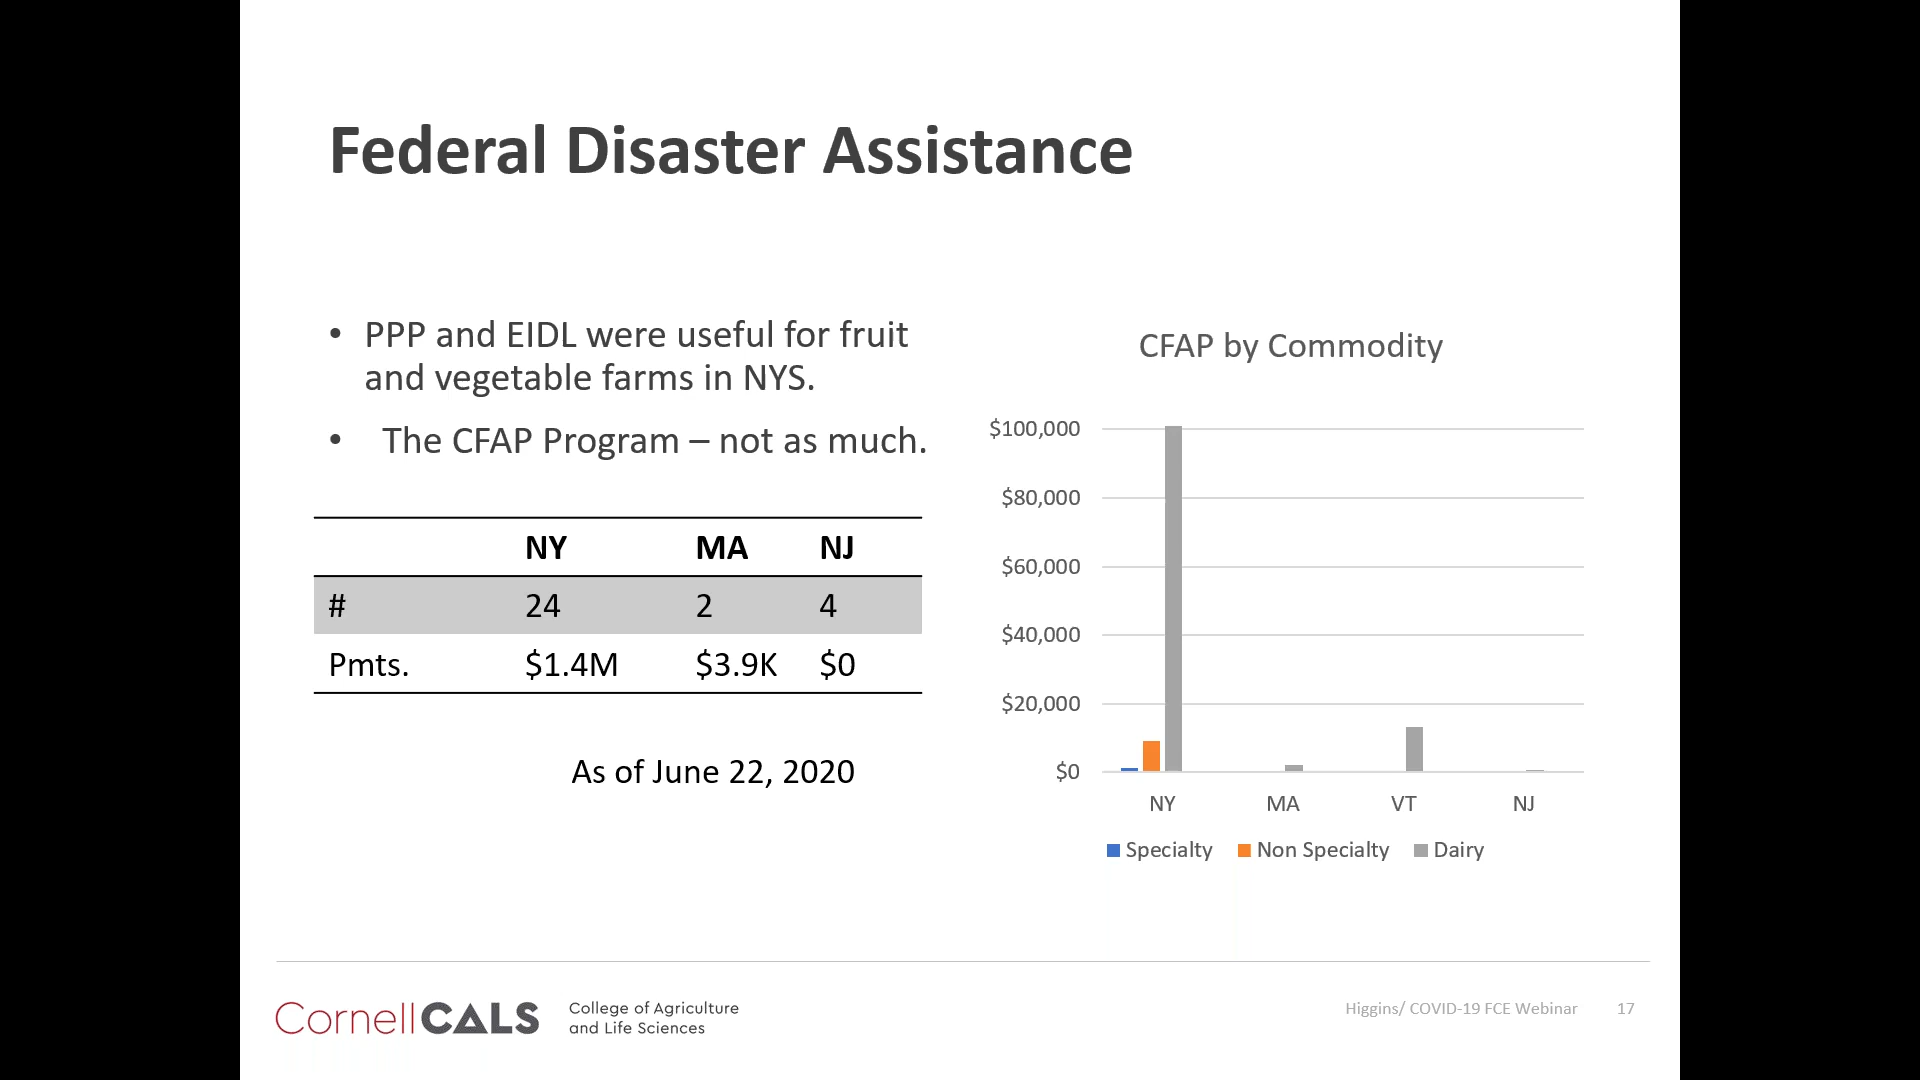 Federal Disaster Assistance
• PPP and EIDL were useful for fruit
and vegetable farms in NYS.
• The CFAP Program – not as much.
NY MA NJ
# 24 2 4
Pmts. $1.4M $3.9K $0
As of June 22, 2020
CFAP by Commodity
$100,000
$80,000
$60,000
$40,000
$20,000
$0
NY MA VT NJ
Specialty Non Specialty Dairy
CornellCALS
College of Agriculture
and Life Sciences
Higgins/ COVID-19 FCE Webinar 17